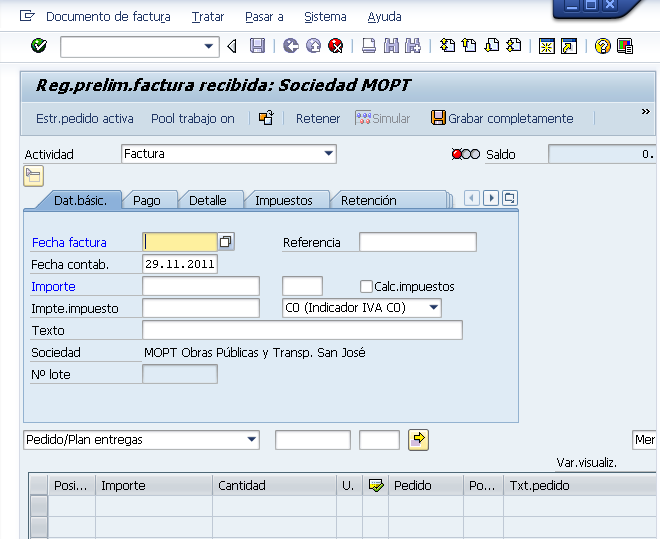 Documento de factura Tratar Pasar a Sistema Ayuda
Reg.prelim.factura recibida: Sociedad MOPT
Estr.pedido activa Pool trabajo on Retener Simular Grabar completamente »
Actividad Factura Saldo 0.
Dat.básic. Pago Detalle Impuestos Retención
Fecha factura Referencia
Fecha contab. 29.11.2011
Importe Calc.impuestos
Impte.impuesto C0 (Indicador IVA C0)
Texto
Sociedad MOPT Obras Públicas y Transp. San José
Nº lote
Pedido/Plan entregas Mer
Var.visualiz.
Posi... Importe Cantidad U. Pedido Po... Txt.pedido